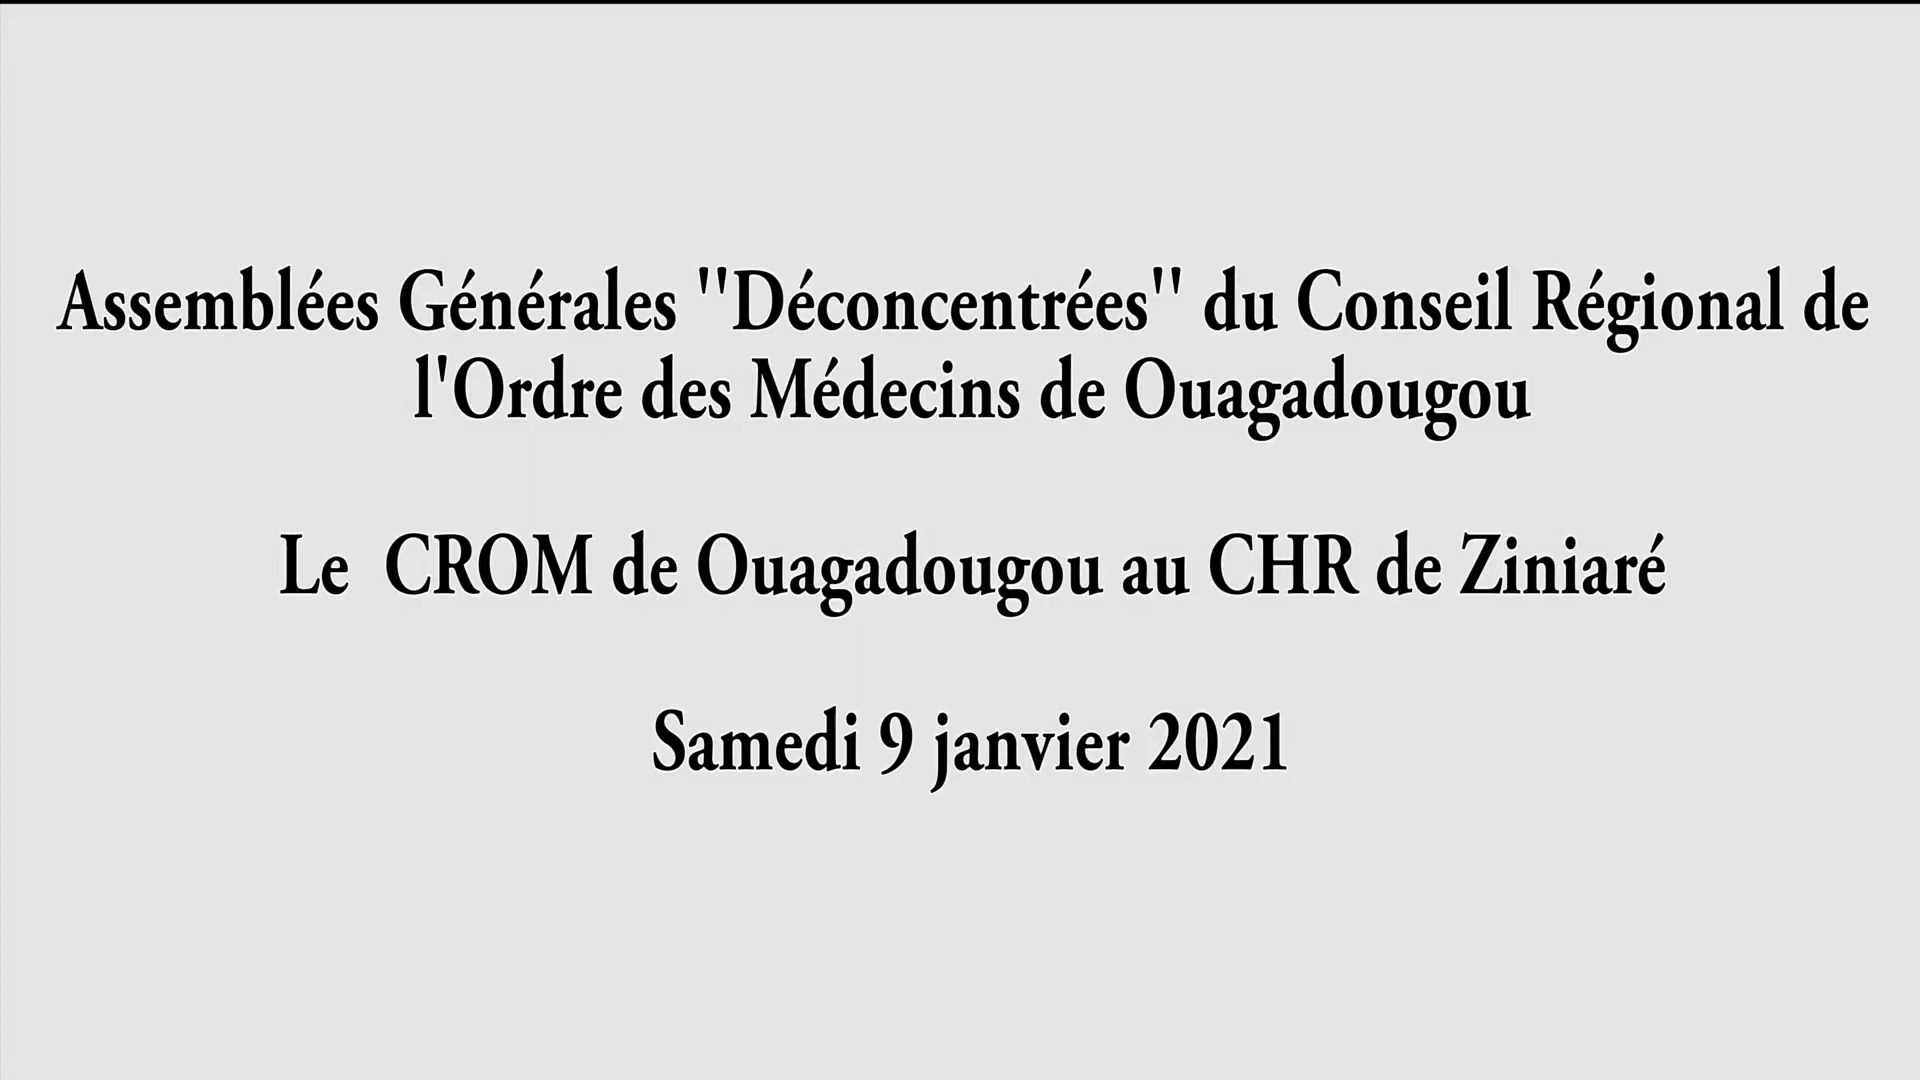 Assemblées Générales "Déconcentrées" du Conseil Régional de
l'Ordre des Médecins de Ouagadougou
Le CROM de Ouagadougou au CHR de Ziniaré
Samedi 9 janvier 2021